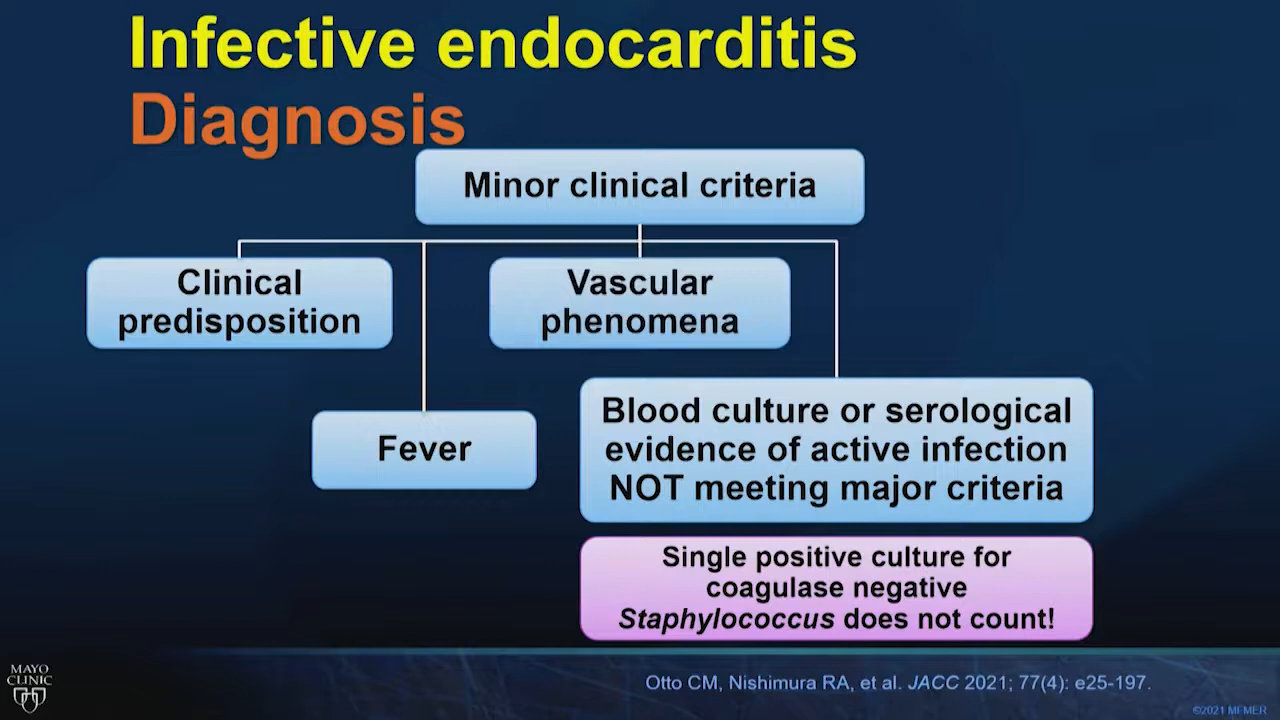 Infective endocarditis
Diagnosis
Minor clinical criteria
Clinical
predisposition
Vascular
phenomena
Fever
Blood culture or serological
evidence of active infection
NOT meeting major criteria
Single positive culture for
coagulase negative
Staphylococcus does not count!
MAYO
CLINIC
Otto CM, Nishimura RA, et al. JACC 2021; 77(4): e25-197.
©2021 MFMER